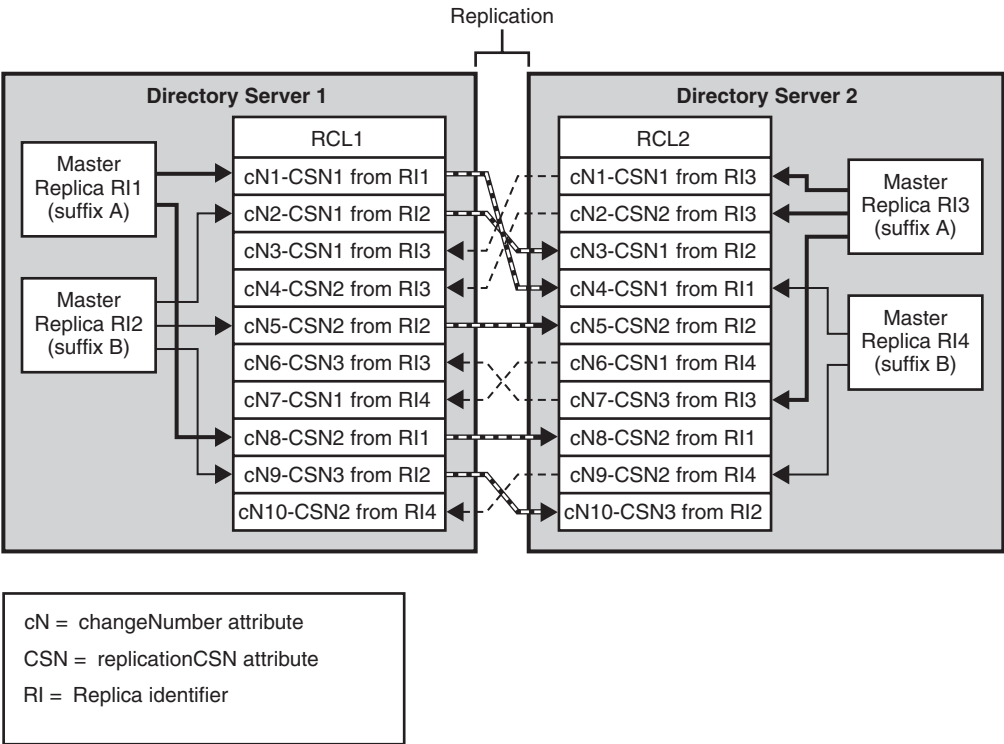 Replication
Directory Server 1
Master
Replica RI1
(suffix A)
Master
Replica RI2
(suffix B)
RCL1
cN1-CSN1 from RI1
cN2-CSN1 from RI2
cN3-CSN1 from RI3
cN4-CSN2 from RI3
cN5-CSN2 from RI2
cN6-CSN3 from RI3
cN7-CSN1 from RI4
cN8-CSN2 from RI1
cN9-CSN3 from RI2
cN10-CSN2 from RI4
Directory Server 2
RCL2
cN1-CSN1 from RI3
cN2-CSN2 from RI3
cN3-CSN1 from RI2
cN4-CSN1 from RI1
cN5-CSN2 from RI2
cN6-CSN1 from RI4
cN7-CSN3 from RI3
cN8-CSN2 from RI1
cN9-CSN2 from RI4
cN10-CSN3 from RI2
Master
Replica RI3
(suffix A)
Master
Replica RI4
(suffix B)
cN = changeNumber attribute
CSN = replicationCSN attribute
RI = Replica identifier